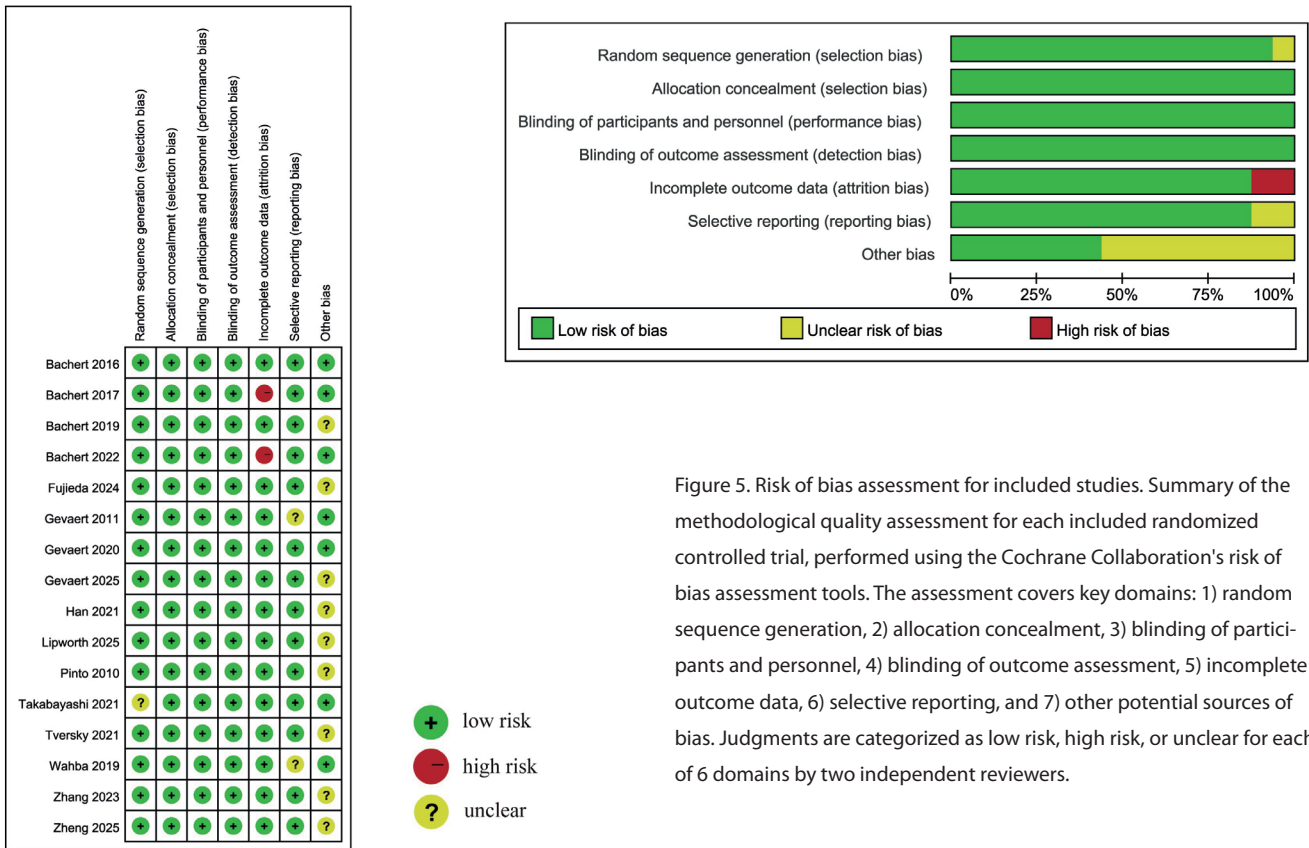 Random sequence generation (selection bias)
Allocation concealment (selection bias)
Blinding of participants and personnel (performance bias)
Blinding of outcome assessment (detection bias)
Incomplete outcome data (attrition bias)
Selective reporting (reporting bias)
Other bias
Bachert 2016 + + + + + + +
Bachert 2017 + + + + − + +
Bachert 2019 + + + + + + ?
Bachert 2022 + + + + − + +
Fujieda 2024 + + + + + + ?
Gevaert 2011 + + + + + ? +
Gevaert 2020 + + + + + + +
Gevaert 2025 + + + + + + ?
Han 2021 + + + + + + ?
Lipworth 2025 + + + + + + ?
Pinto 2010 + + + + + + ?
Takabayashi 2021 ? + + + + + +
Tversky 2021 + + + + + + ?
Wahba 2019 + + + + + ? +
Zhang 2023 + + + + + + ?
Zheng 2025 + + + + + + ?
+ low risk
− high risk
? unclear
Random sequence generation (selection bias)
Allocation concealment (selection bias)
Blinding of participants and personnel (performance bias)
Blinding of outcome assessment (detection bias)
Incomplete outcome data (attrition bias)
Selective reporting (reporting bias)
Other bias
0% 25% 50% 75% 100%
Low risk of bias Unclear risk of bias High risk of bias
Figure 5. Risk of bias assessment for included studies. Summary of the
methodological quality assessment for each included randomized
controlled trial, performed using the Cochrane Collaboration's risk of
bias assessment tools. The assessment covers key domains: 1) random
sequence generation, 2) allocation concealment, 3) blinding of partici-
pants and personnel, 4) blinding of outcome assessment, 5) incomplete
outcome data, 6) selective reporting, and 7) other potential sources of
bias. Judgments are categorized as low risk, high risk, or unclear for each
of 6 domains by two independent reviewers.